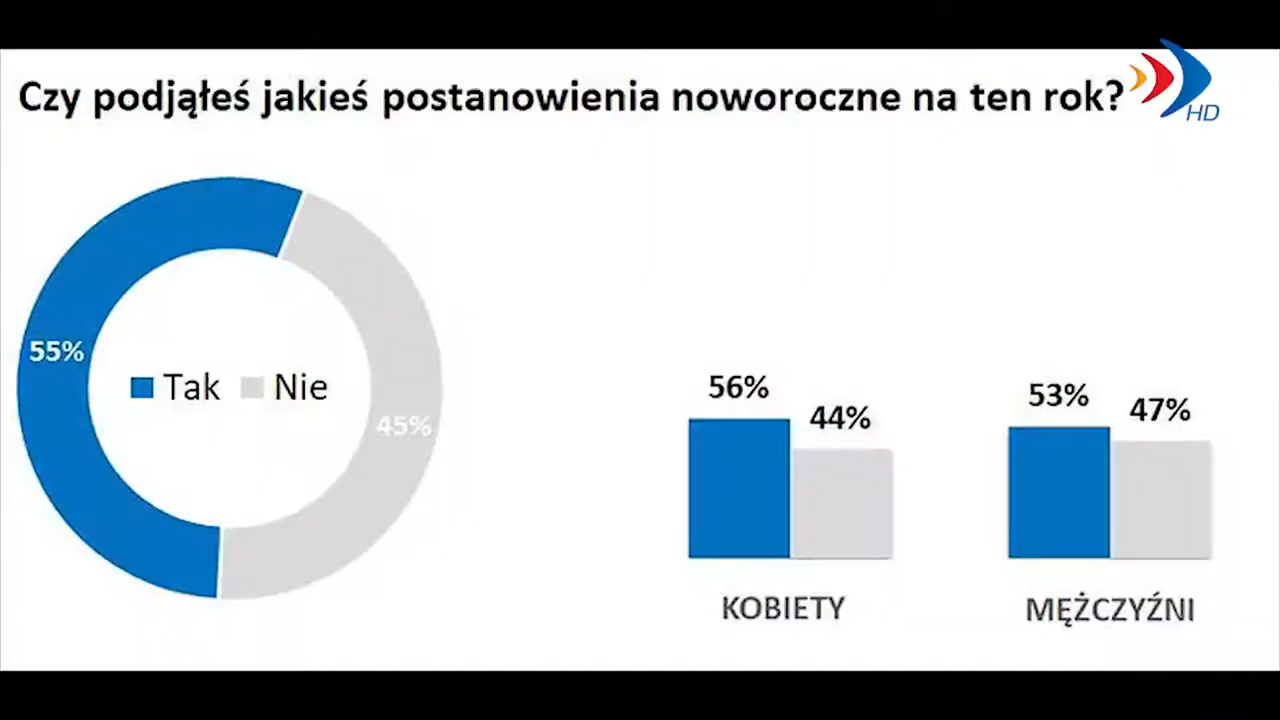 Czy podjąłeś jakieś postanowienia noworoczne na ten rok?
HD
55%
Tak Nie
45%
56%
44%
KOBIETY
53%
47%
MĘŻCZYŹNI